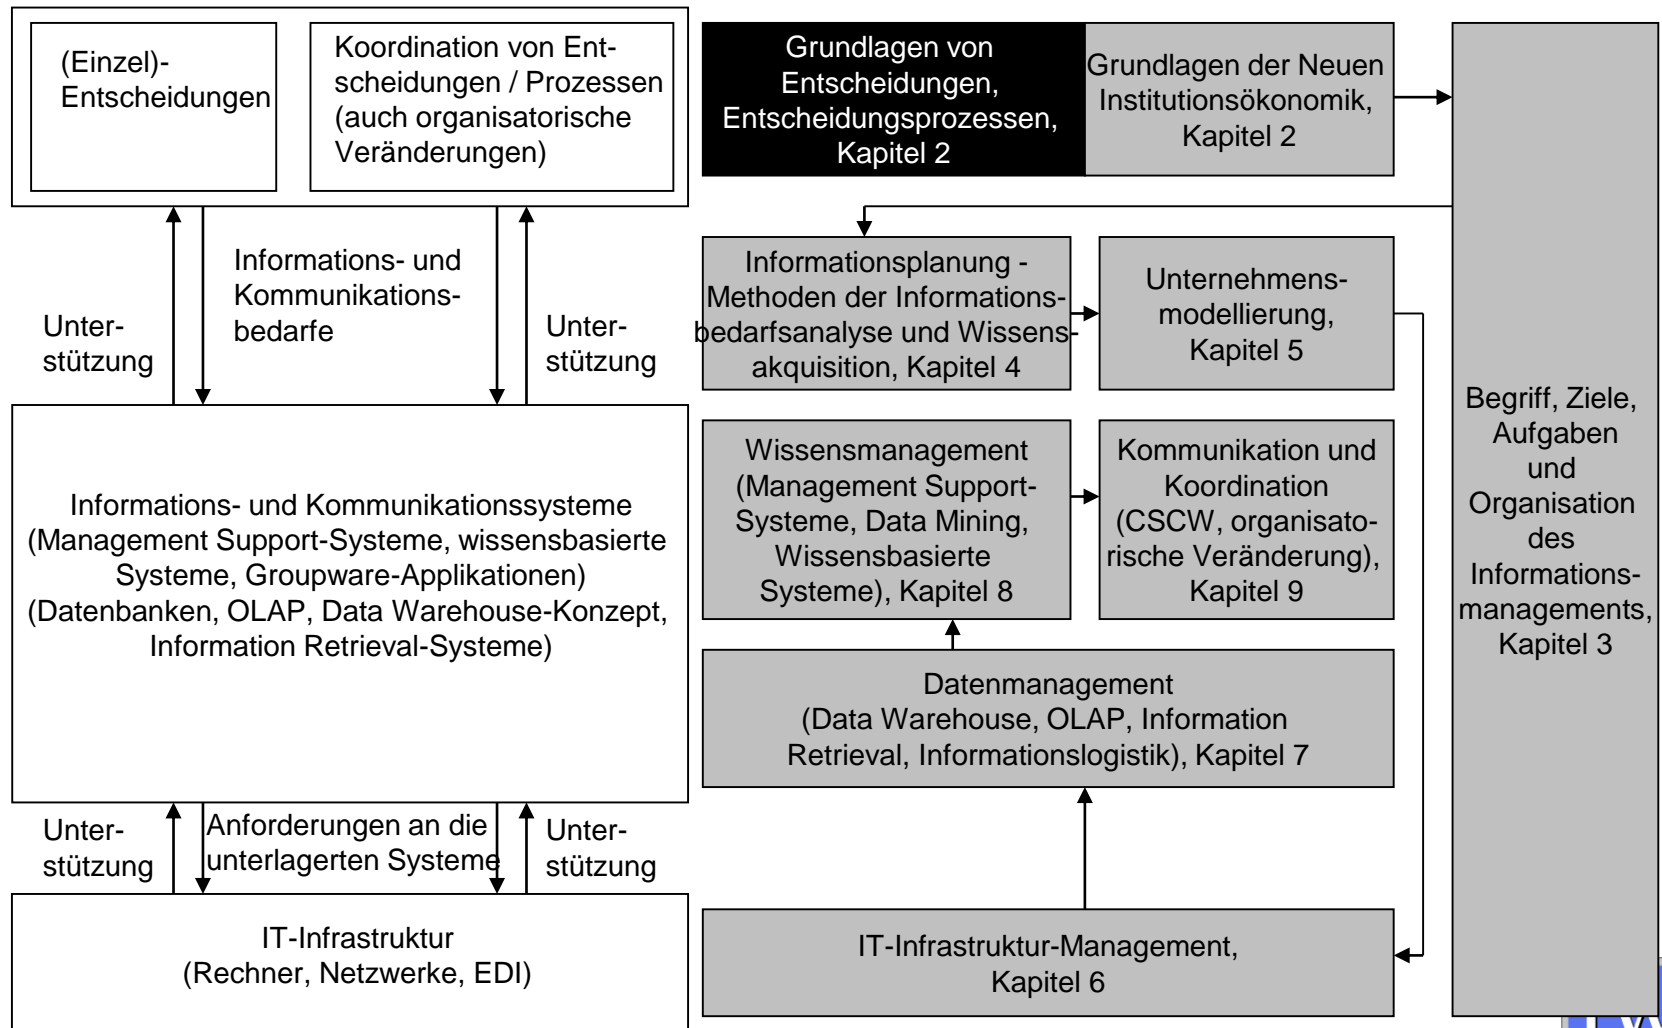 (Einzel)-
Entscheidungen
Koordination von Ent-
scheidungen / Prozessen
(auch organisatorische
Veränderungen)
Grundlagen von
Entscheidungen,
Entscheidungsprozessen,
Kapitel 2
Grundlagen der Neuen
Institutionsökonomik,
Kapitel 2
Unter-
stützung
Informations- und
Kommunikations-
bedarfe
Unter-
stützung
Informationsplanung -
Methoden der Informations-
bedarfsanalyse und Wissens-
akquisition, Kapitel 4
Unternehmens-
modellierung,
Kapitel 5
Begriff, Ziele,
Aufgaben
und
Organisation
des
Informations-
managements,
Kapitel 3
Informations- und Kommunikationssysteme
(Management Support-Systeme, wissensbasierte
Systeme, Groupware-Applikationen)
(Datenbanken, OLAP, Data Warehouse-Konzept,
Information Retrieval-Systeme)
Wissensmanagement
(Management Support-
Systeme, Data Mining,
Wissensbasierte
Systeme), Kapitel 8
Kommunikation und
Koordination
(CSCW, organisato-
rische Veränderung),
Kapitel 9
Datenmanagement
(Data Warehouse, OLAP, Information
Retrieval, Informationslogistik), Kapitel 7
Unter-
stützung
Anforderungen an die
unterlagerten Systeme
Unter-
stützung
IT-Infrastruktur
(Rechner, Netzwerke, EDI)
IT-Infrastruktur-Management,
Kapitel 6